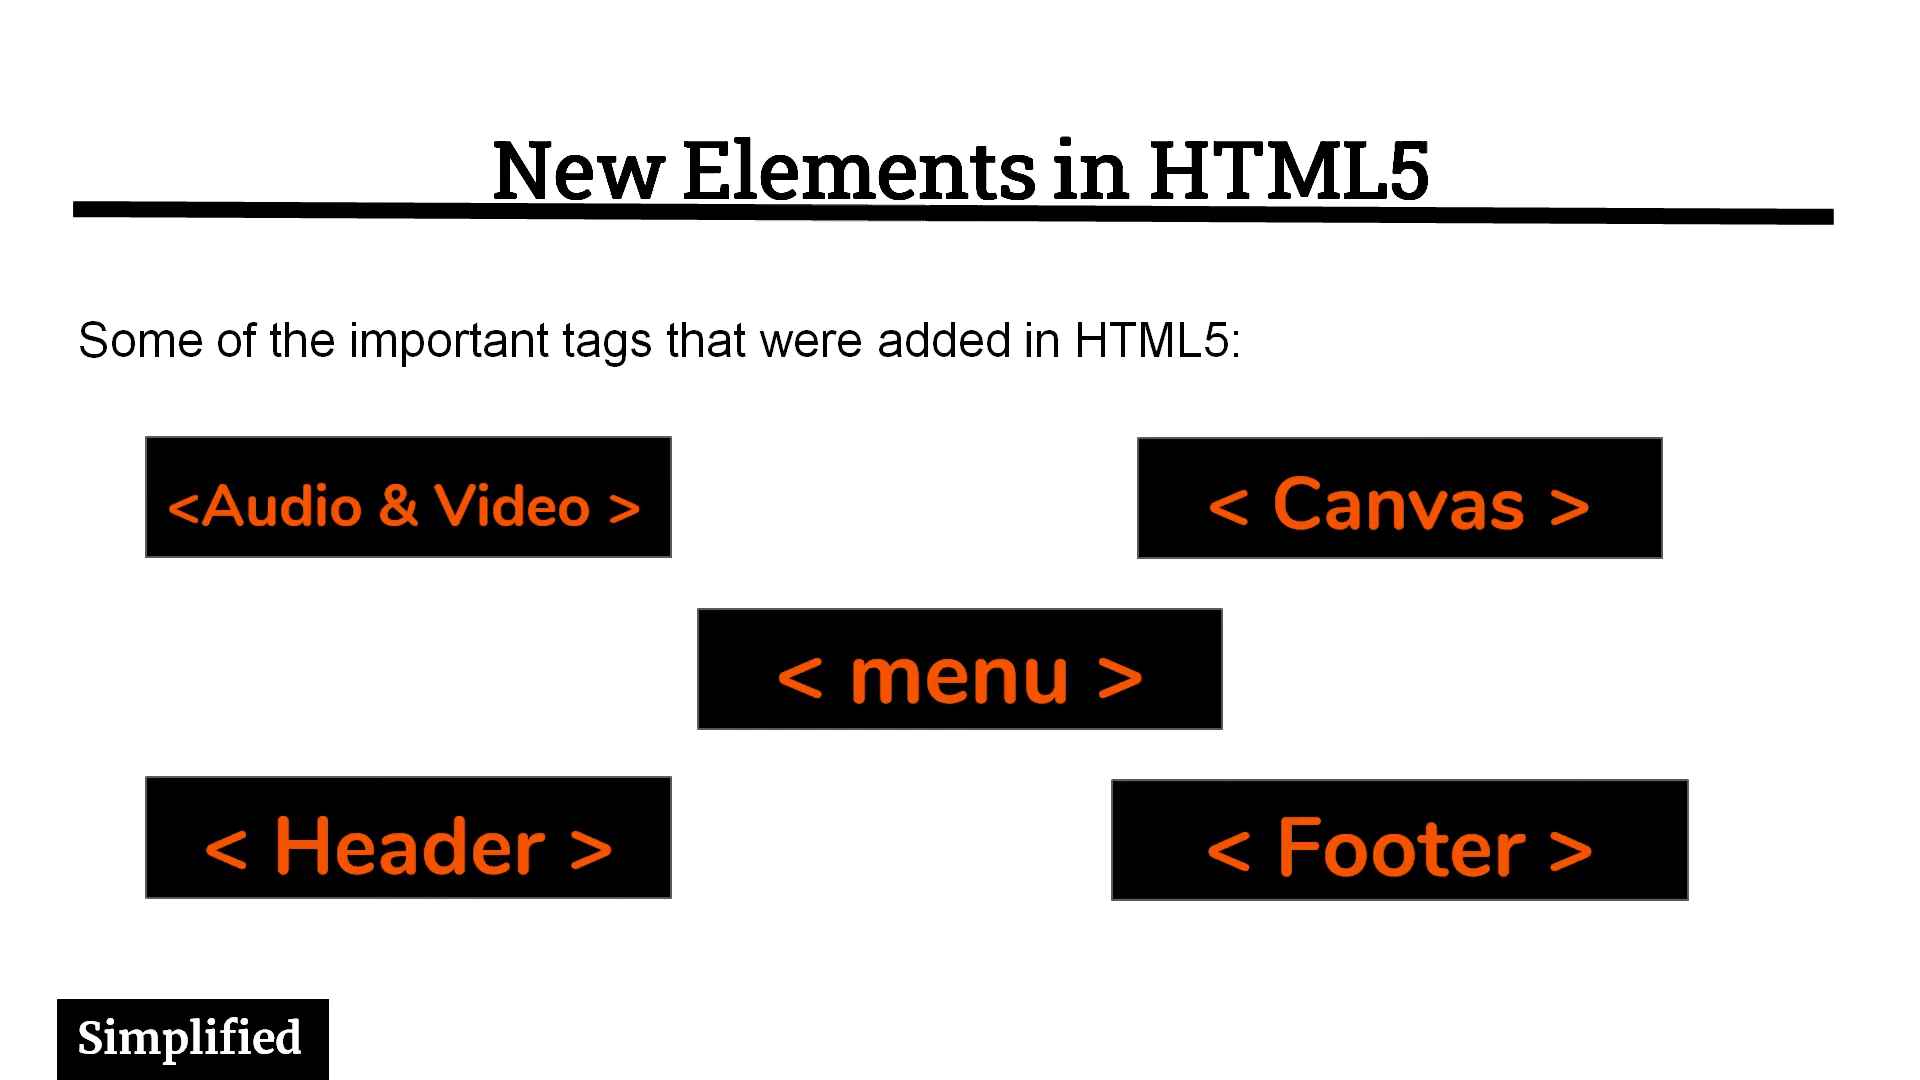 New Elements in HTML5
Some of the important tags that were added in HTML5:
<Audio & Video >
< Canvas >
< menu >
< Header >
< Footer >
Simplified